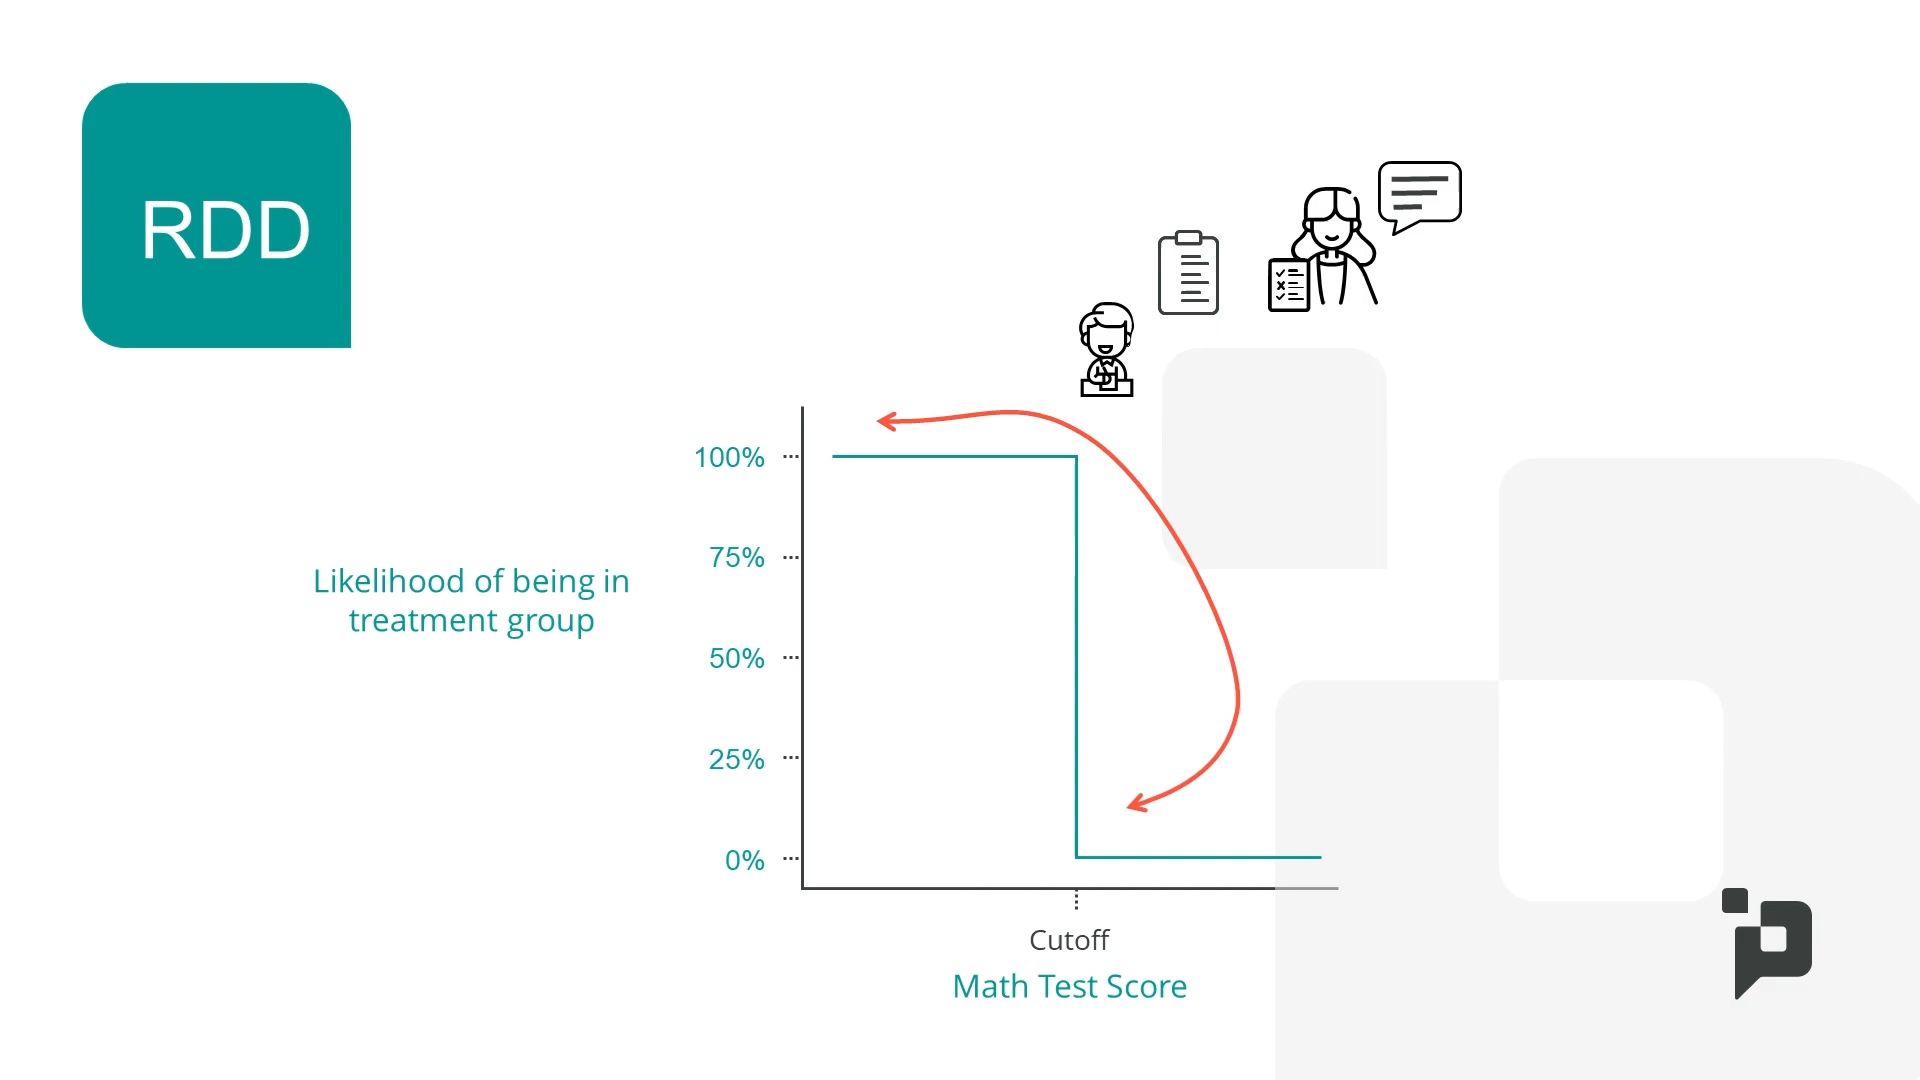 RDD
Likelihood of being in
treatment group
100%
75%
50%
25%
0%
Cutoff
Math Test Score